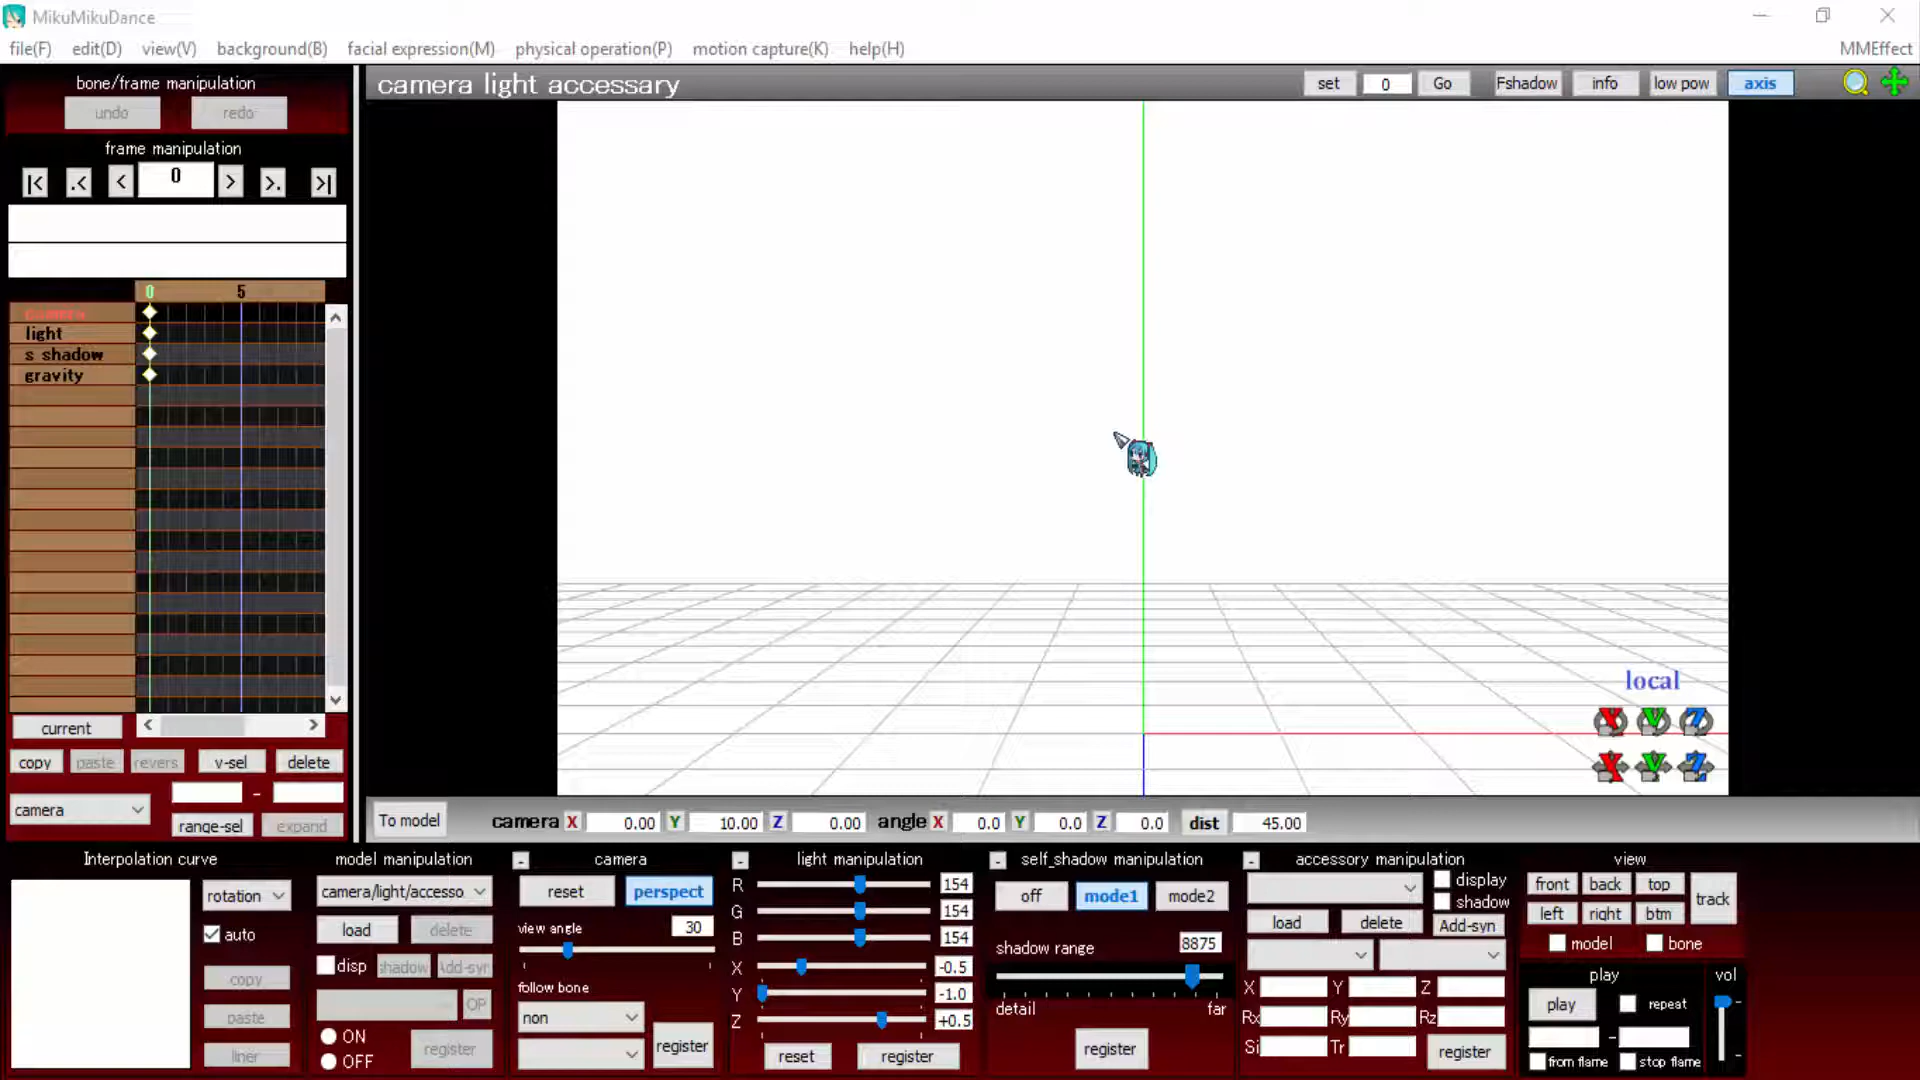 MikuMikuDance
file(F) edit(D) view(V) background(B) facial expression(M) physical operation(P) motion capture(K) help(H) MMEffect
bone/frame manipulation
undo redo
frame manipulation
|< .< < 0 > >. >|
camera light accessary
set 0 Go Fshadow info low pow axis
0 5
camera
light
s shadow
gravity
current
copy paste revers v-sel delete
camera -
range-sel expand
local
X Y Z
X Y Z
To model camera X 0.00 Y 10.00 Z 0.00 angle X 0.0 Y 0.0 Z 0.0 dist 45.00
Interpolation curve
rotation
auto
copy
paste
liner
model manipulation
camera/light/accesso
load delete
disp shadow Add-syn
OP
ON
OFF
register
- camera
reset perspect
view angle 30
follow bone
non
register
- light manipulation
R 154
G 154
B 154
X -0.5
Y -1.0
Z +0.5
reset register
- self_shadow manipulation
off mode1 mode2
shadow range 8875
detail far
register
- accessory manipulation
display
shadow
load delete Add-syn
X Y Z
Rx Ry Rz
Si Tr register
view
front back top
left right btm
track
model bone
play vol
play repeat
-
from flame stop flame